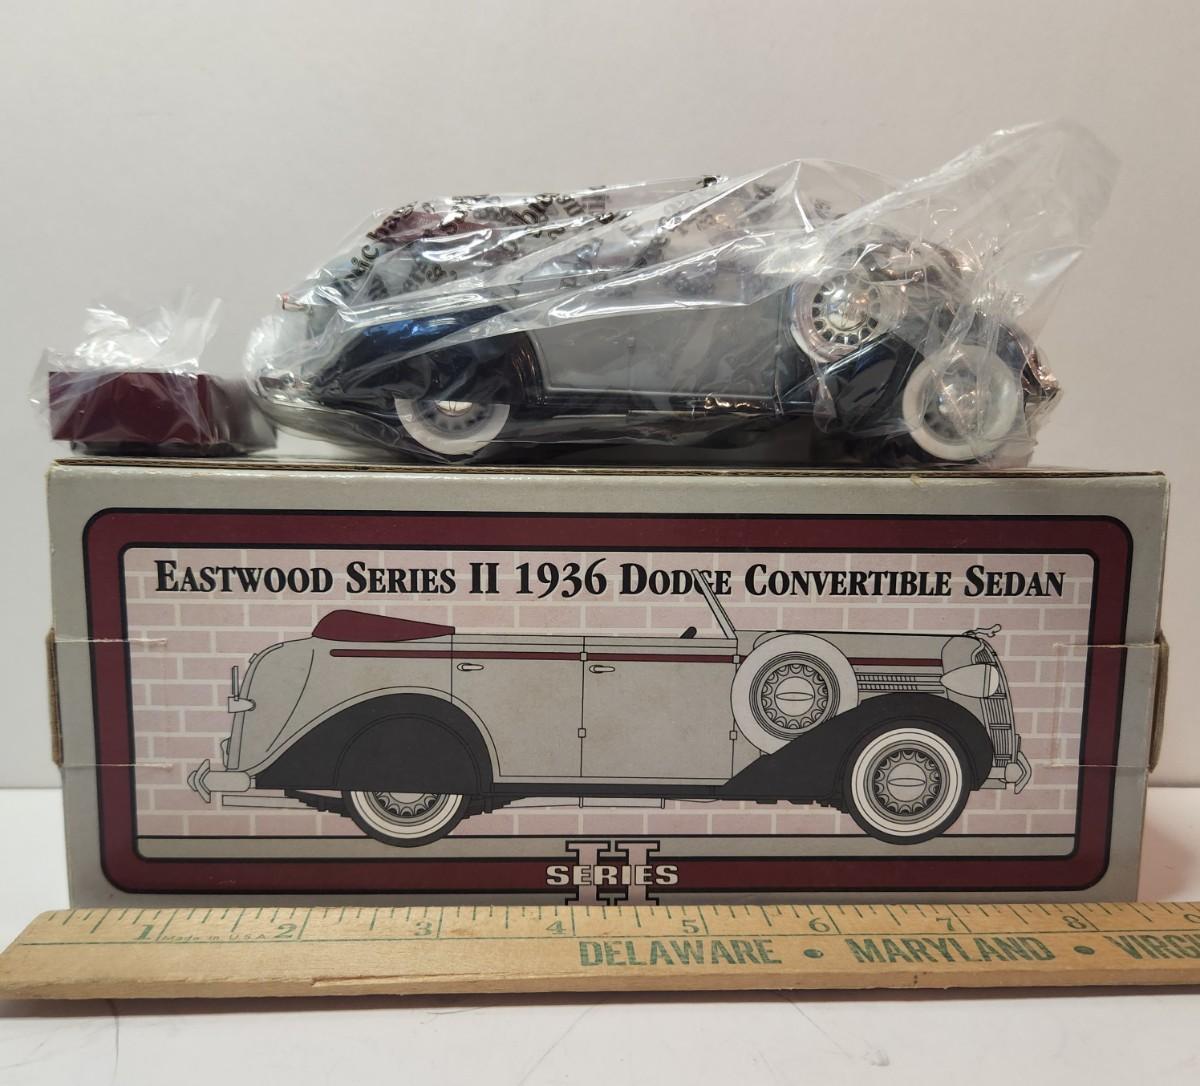 EASTWOOD SERIES II 1936 DODGE CONVERTIBLE SEDAN
II
SERIES
1 Made in U.S.A. 2 3 4 5 6 7 8 9
DELAWARE • MARYLAND •